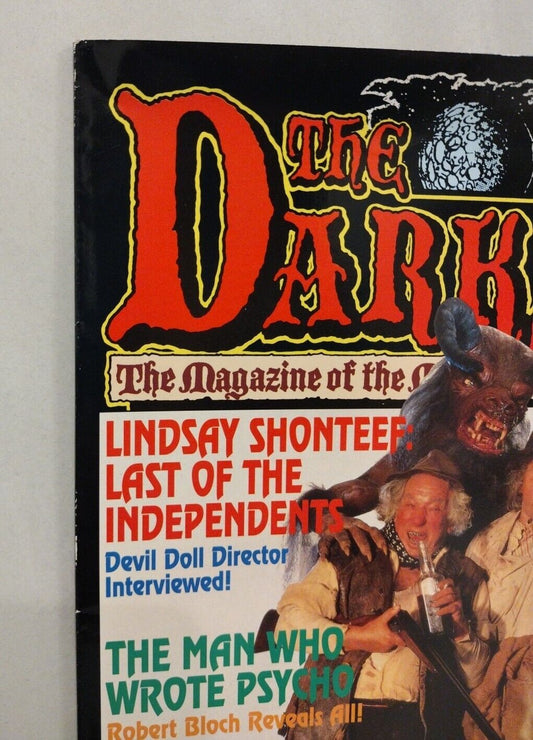 THE
DARK
The Magazine of the
LINDSAY SHONTEEF:
LAST OF THE
INDEPENDENTS
Devil Doll Director
Interviewed!
THE MAN WHO
WROTE PSYCHO
Robert Bloch Reveals All!